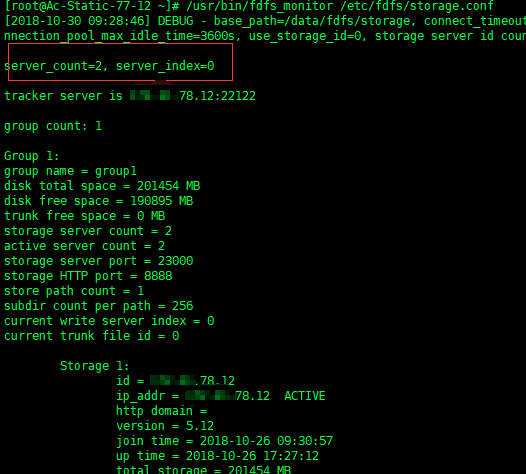 [root@Ac-Static-77-12 ~]# /usr/bin/fdfs_monitor /etc/fdfs/storage.conf
[2018-10-30 09:28:46] DEBUG - base_path=/data/fdfs/storage, connect_timeout
nnection_pool_max_idle_time=3600s, use_storage_id=0, storage server id coun
server_count=2, server_index=0
tracker server is 78.12:22122
group count: 1
Group 1:
group name = group1
disk total space = 201454 MB
disk free space = 190895 MB
trunk free space = 0 MB
storage server count = 2
active server count = 2
storage server port = 23000
storage HTTP port = 8888
store path count = 1
subdir count per path = 256
current write server index = 0
current trunk file id = 0
Storage 1:
id = .78.12
ip_addr = 78.12 ACTIVE
http domain =
version = 5.12
join time = 2018-10-26 09:30:57
up time = 2018-10-26 17:27:12
total storage = 201454 MB